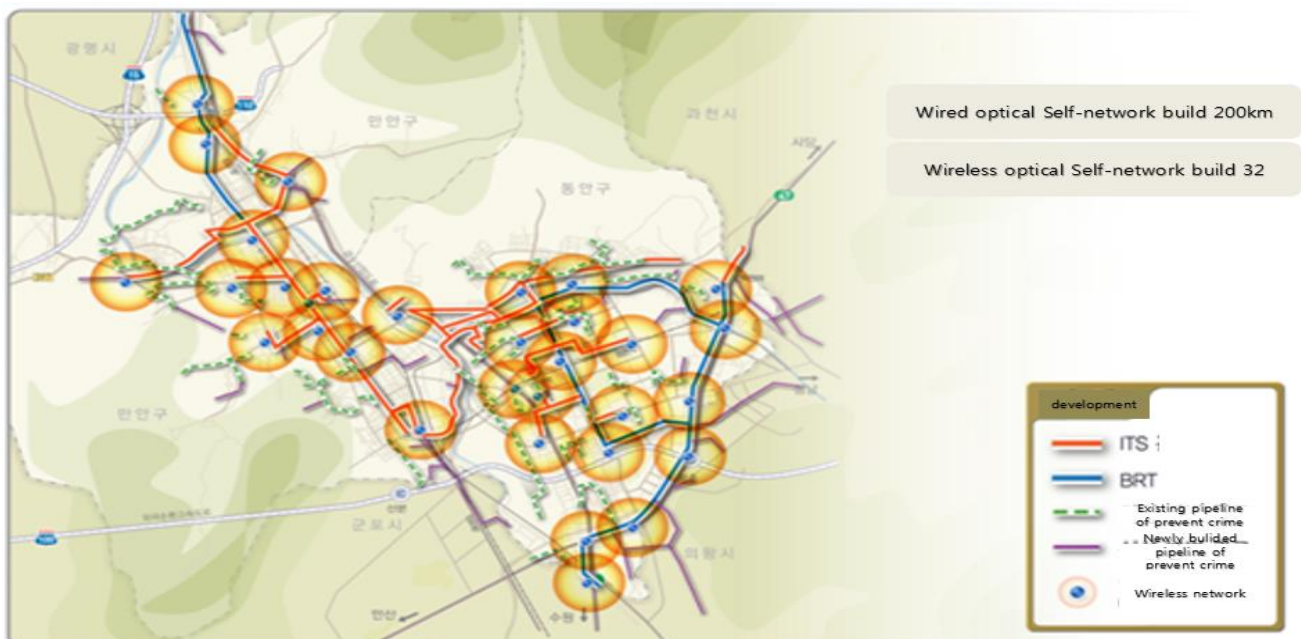 광명시
만안구
과천시
사당
동안구
만안구
군포시
의왕시
안산
수원
Wired optical Self-network build 200km
Wireless optical Self-network build 32
development
ITS
BRT
Existing pipeline
of prevent crime
Newly builded
pipeline of
prevent crime
Wireless network